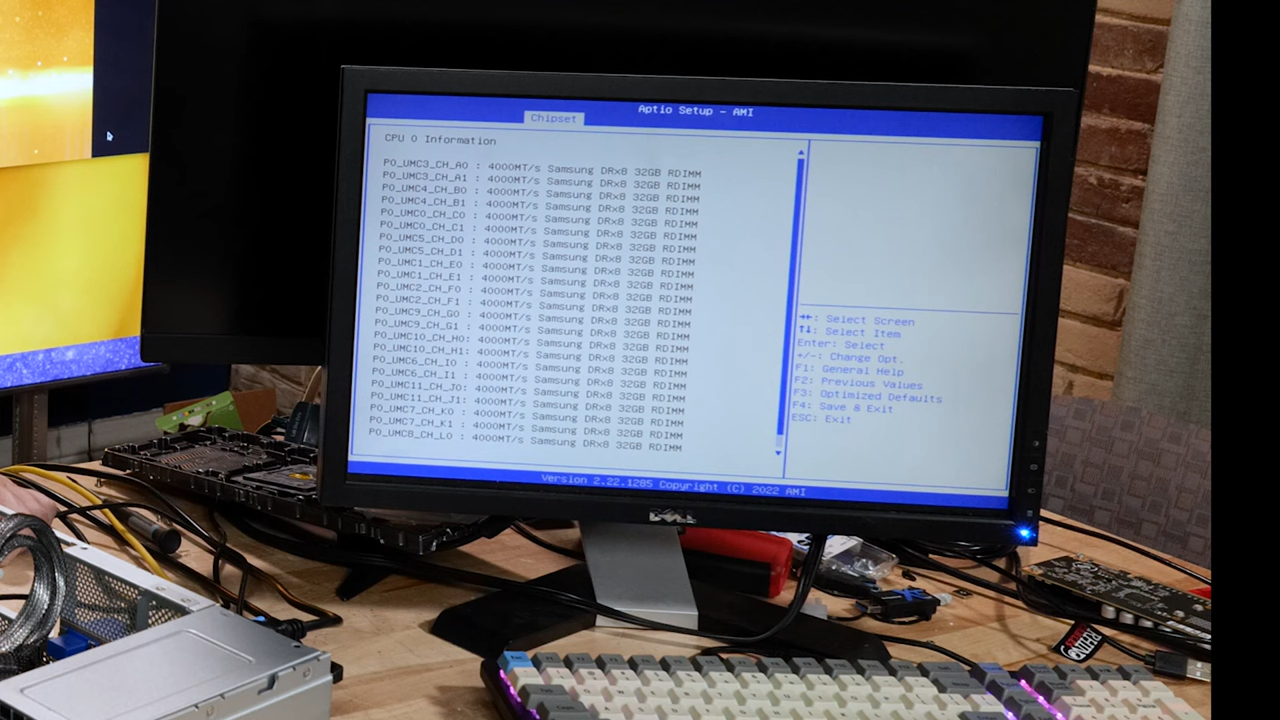 Aptio Setup - AMI
Chipset
CPU 0 Information
P0_UMC3_CH_A0 : 4000MT/s Samsung DRx8 32GB RDIMM
P0_UMC3_CH_A1 : 4000MT/s Samsung DRx8 32GB RDIMM
P0_UMC4_CH_B0 : 4000MT/s Samsung DRx8 32GB RDIMM
P0_UMC4_CH_B1 : 4000MT/s Samsung DRx8 32GB RDIMM
P0_UMC0_CH_C0 : 4000MT/s Samsung DRx8 32GB RDIMM
P0_UMC0_CH_C1 : 4000MT/s Samsung DRx8 32GB RDIMM
P0_UMC5_CH_D0 : 4000MT/s Samsung DRx8 32GB RDIMM
P0_UMC5_CH_D1 : 4000MT/s Samsung DRx8 32GB RDIMM
P0_UMC1_CH_E0 : 4000MT/s Samsung DRx8 32GB RDIMM
P0_UMC1_CH_E1 : 4000MT/s Samsung DRx8 32GB RDIMM
P0_UMC2_CH_F0 : 4000MT/s Samsung DRx8 32GB RDIMM
P0_UMC2_CH_F1 : 4000MT/s Samsung DRx8 32GB RDIMM
P0_UMC9_CH_G0 : 4000MT/s Samsung DRx8 32GB RDIMM
P0_UMC9_CH_G1 : 4000MT/s Samsung DRx8 32GB RDIMM
P0_UMC10_CH_H0: 4000MT/s Samsung DRx8 32GB RDIMM
P0_UMC10_CH_H1: 4000MT/s Samsung DRx8 32GB RDIMM
P0_UMC6_CH_I0 : 4000MT/s Samsung DRx8 32GB RDIMM
P0_UMC6_CH_I1 : 4000MT/s Samsung DRx8 32GB RDIMM
P0_UMC11_CH_J0: 4000MT/s Samsung DRx8 32GB RDIMM
P0_UMC11_CH_J1: 4000MT/s Samsung DRx8 32GB RDIMM
P0_UMC7_CH_K0 : 4000MT/s Samsung DRx8 32GB RDIMM
P0_UMC7_CH_K1 : 4000MT/s Samsung DRx8 32GB RDIMM
P0_UMC8_CH_L0 : 4000MT/s Samsung DRx8 32GB RDIMM
→←: Select Screen
↑↓: Select Item
Enter: Select
+/-: Change Opt.
F1: General Help
F2: Previous Values
F3: Optimized Defaults
F4: Save & Exit
ESC: Exit
Version 2.22.1285 Copyright (C) 2022 AMI
DELL
RHINO